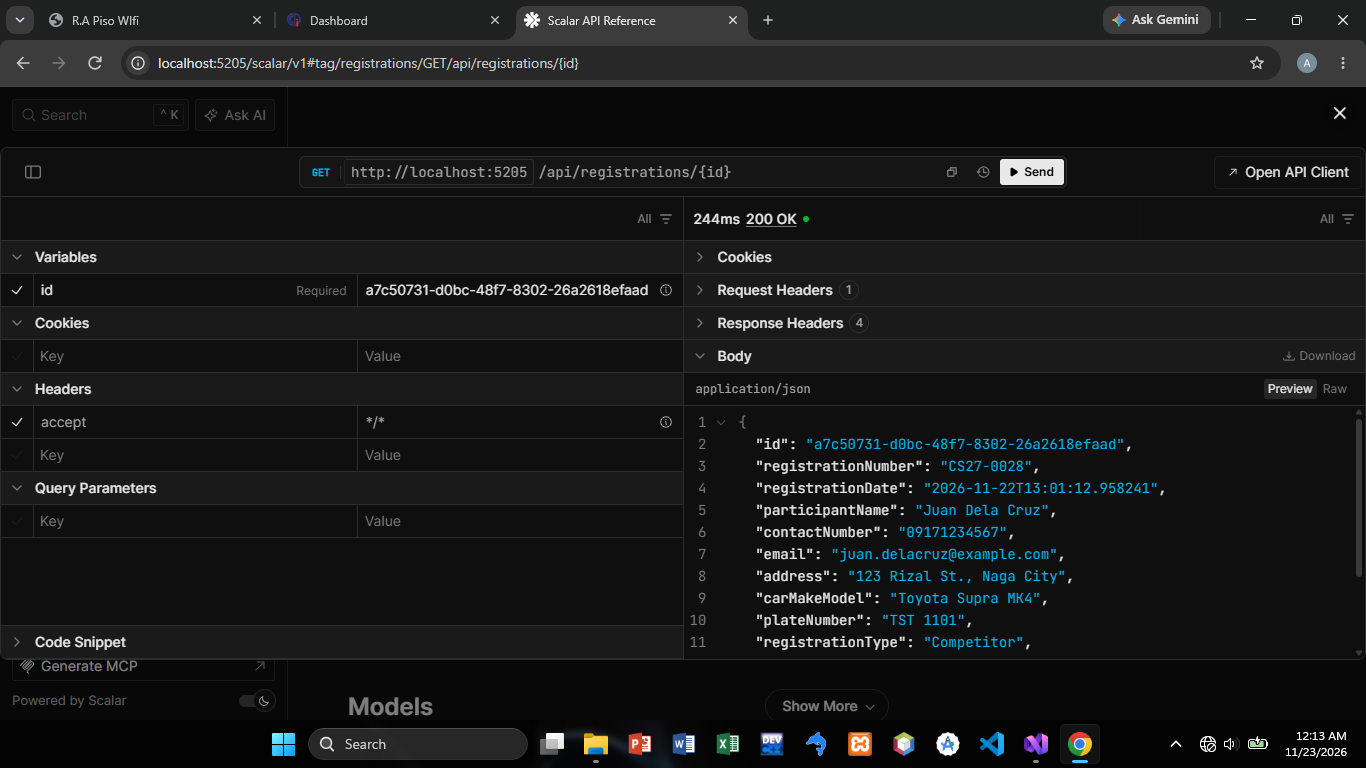 R.A Piso WIfi
Dashboard
Scalar API Reference
Ask Gemini
localhost:5205/scalar/v1#tag/registrations/GET/api/registrations/{id}
A
Search
^ K
Ask AI
GET
http://localhost:5205
/api/registrations/{id}
Send
Open API Client
All
244ms 200 OK
All
Variables
id
Required
a7c50731-d0bc-48f7-8302-26a2618efaad
Cookies
Key
Value
Headers
accept
*/*
Key
Value
Query Parameters
Key
Value
Code Snippet
Cookies
Request Headers 1
Response Headers 4
Body
Download
application/json
Preview
Raw
1 {
2 "id": "a7c50731-d0bc-48f7-8302-26a2618efaad",
3 "registrationNumber": "CS27-0028",
4 "registrationDate": "2026-11-22T13:01:12.958241",
5 "participantName": "Juan Dela Cruz",
6 "contactNumber": "09171234567",
7 "email": "juan.delacruz@example.com",
8 "address": "123 Rizal St., Naga City",
9 "carMakeModel": "Toyota Supra MK4",
10 "plateNumber": "TST 1101",
11 "registrationType": "Competitor",
Generate MCP
Powered by Scalar
Models
Show More
Search
P
W
X
DEV
12:13 AM
11/23/2026